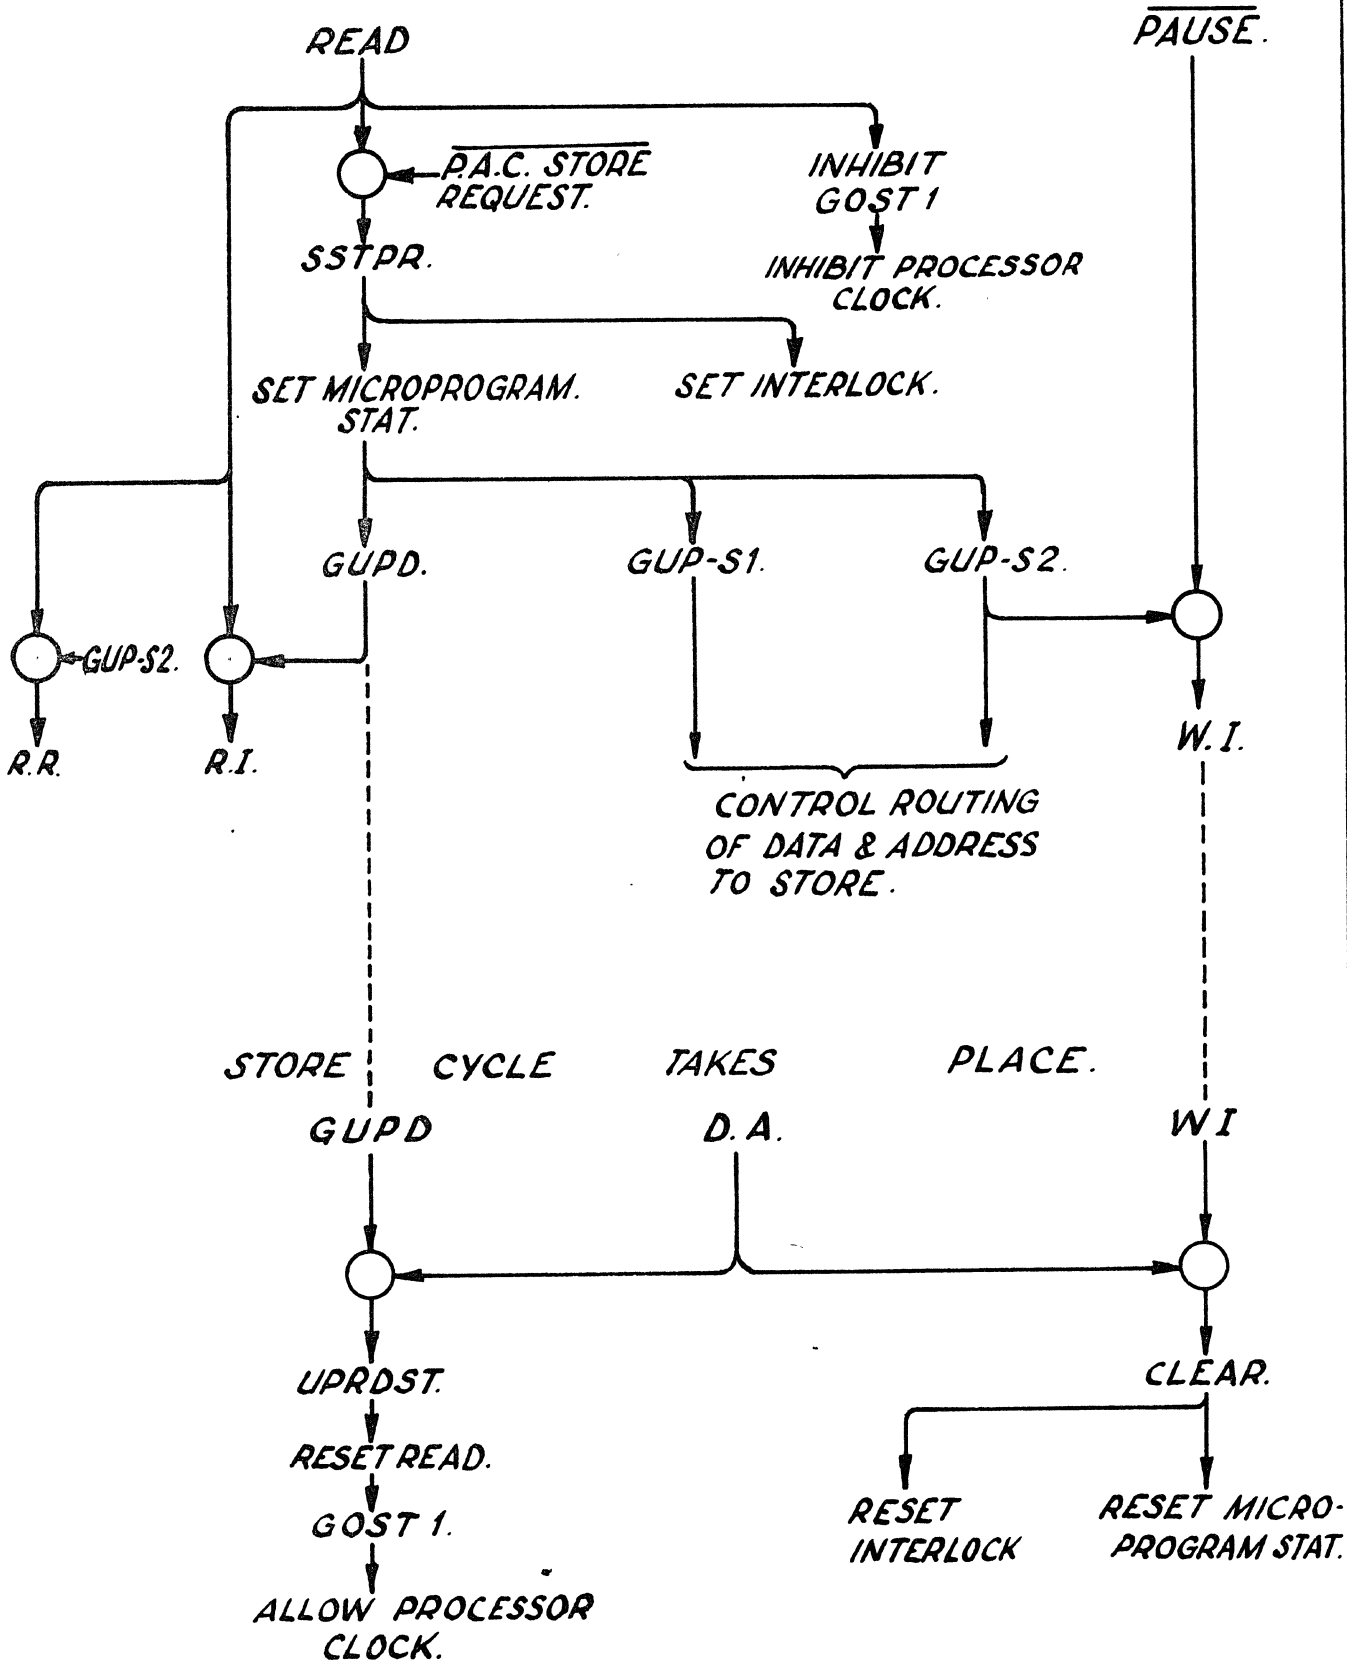 READ
PAUSE.
P.A.C. STORE
REQUEST.
INHIBIT
GOST 1
SSTPR.
INHIBIT PROCESSOR
CLOCK.
SET MICROPROGRAM.
STAT.
SET INTERLOCK.
GUPD.
GUP-S1.
GUP-S2.
GUP-S2.
R.R.
R.I.
W.I.
CONTROL ROUTING
OF DATA & ADDRESS
TO STORE.
STORE CYCLE TAKES PLACE.
GUPD
D.A.
WI
UPRDST.
CLEAR.
RESET READ.
GOST 1.
RESET
INTERLOCK
RESET MICRO-
PROGRAM STAT.
ALLOW PROCESSOR
CLOCK.